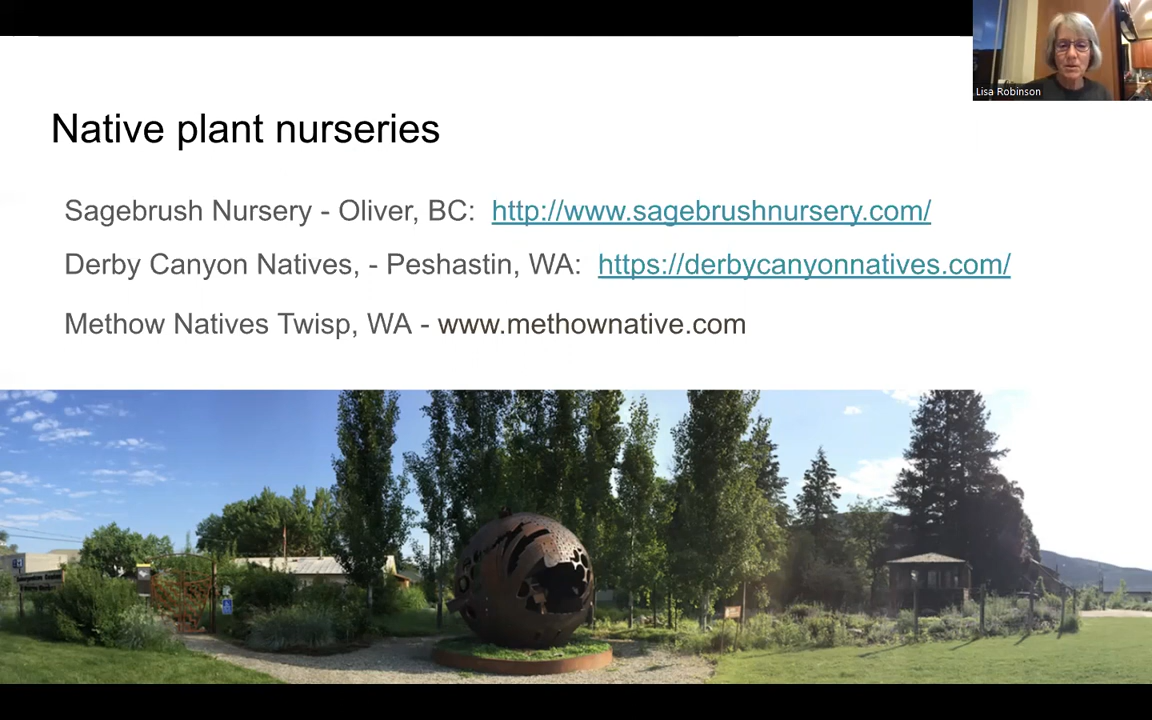 Lisa Robinson
Native plant nurseries
Sagebrush Nursery - Oliver, BC: http://www.sagebrushnursery.com/
Derby Canyon Natives, - Peshastin, WA: https://derbycanyonnatives.com/
Methow Natives Twisp, WA - www.methownative.com